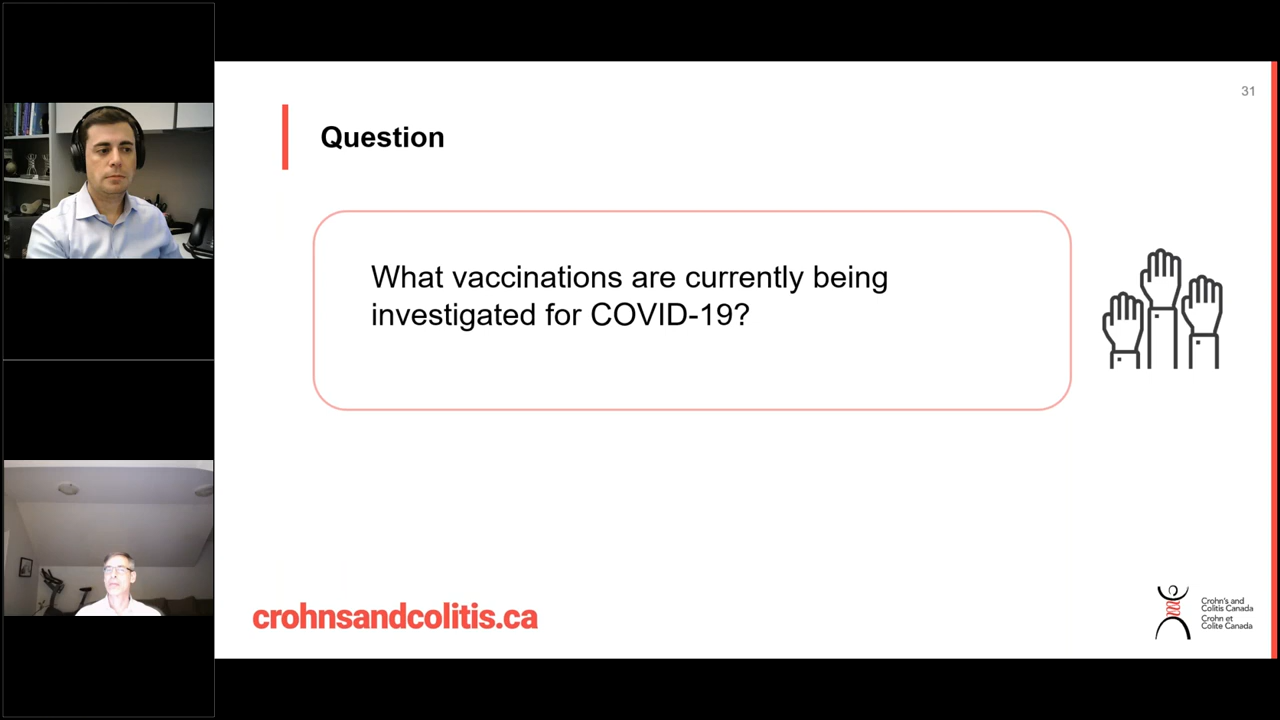 31
Question
What vaccinations are currently being
investigated for COVID-19?
crohnsandcolitis.ca
Crohn's and
Colitis Canada
Crohn et
Colite Canada